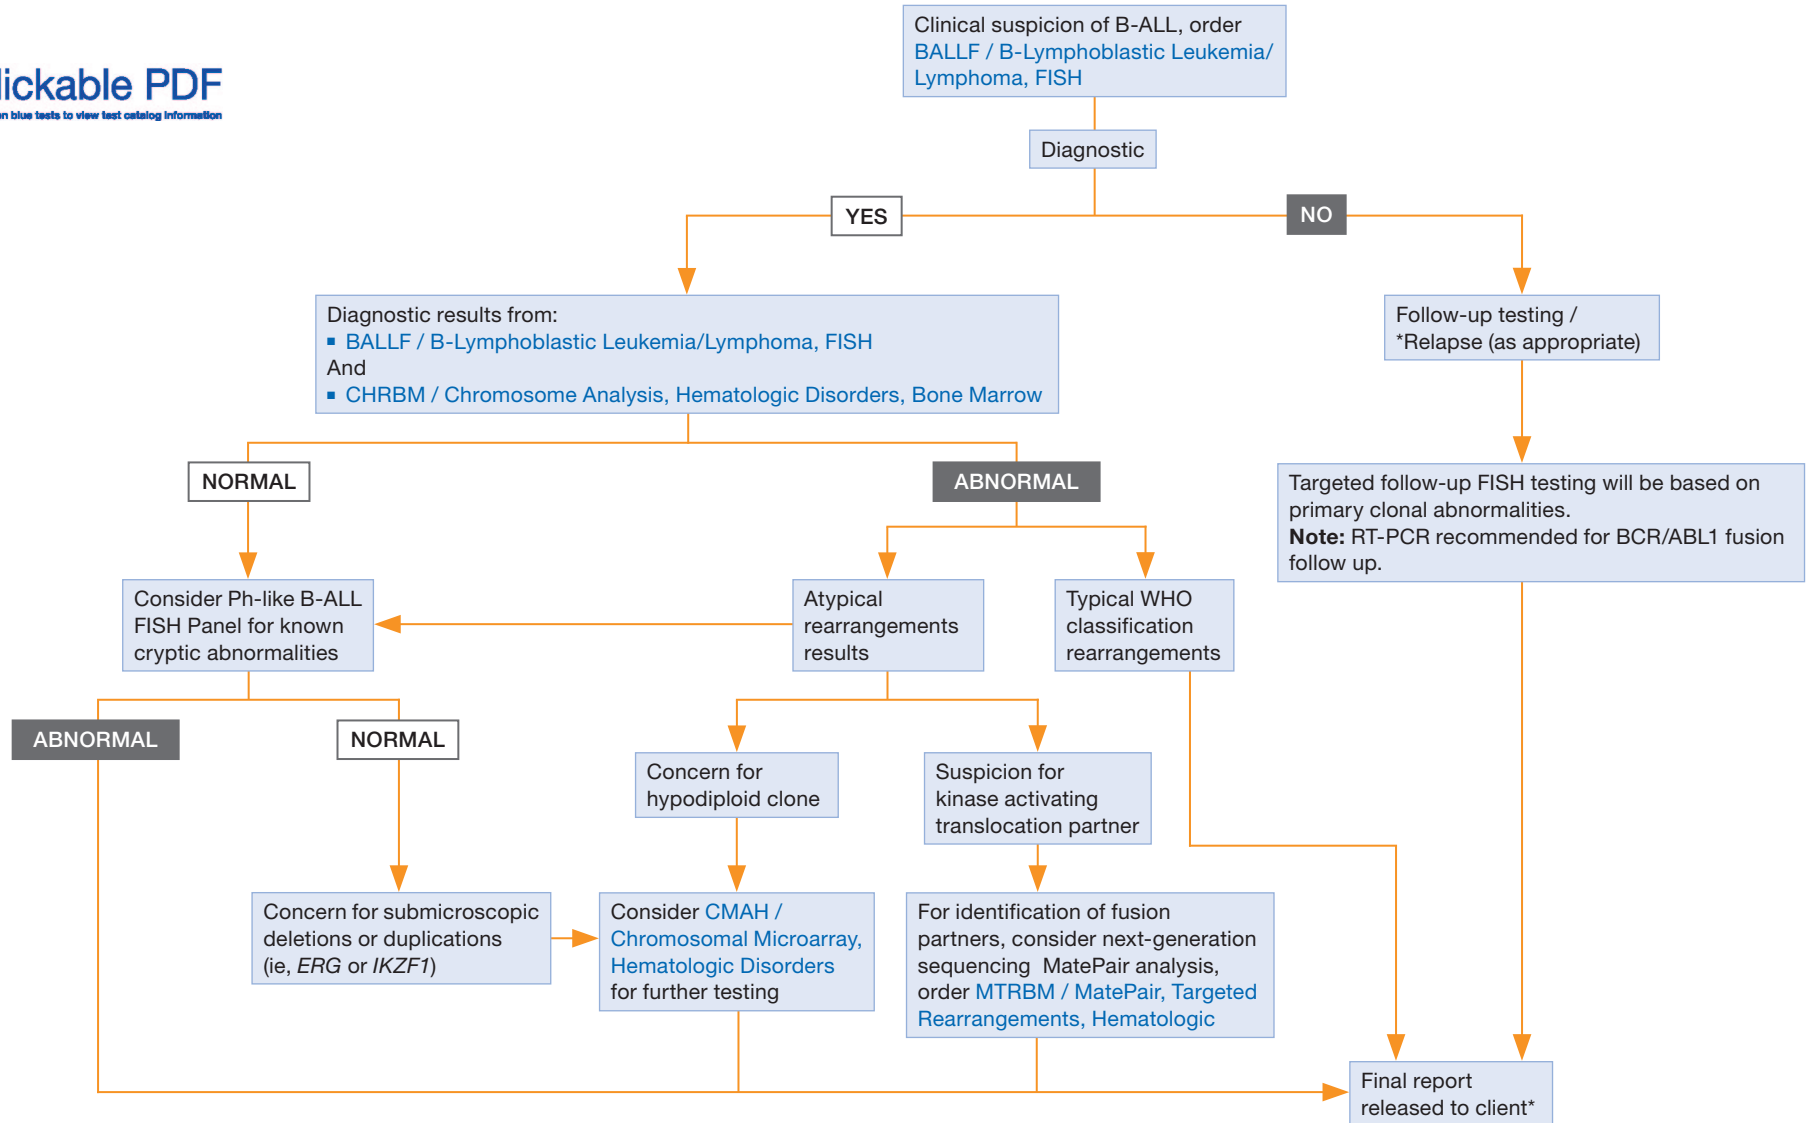 lickable PDF
on blue tests to view test catalog information
Clinical suspicion of B-ALL, order
BALLF / B-Lymphoblastic Leukemia/
Lymphoma, FISH
Diagnostic
YES
NO
Diagnostic results from:
▪ BALLF / B-Lymphoblastic Leukemia/Lymphoma, FISH
And
▪ CHRBM / Chromosome Analysis, Hematologic Disorders, Bone Marrow
Follow-up testing /
*Relapse (as appropriate)
NORMAL
ABNORMAL
Targeted follow-up FISH testing will be based on
primary clonal abnormalities.
Note: RT-PCR recommended for BCR/ABL1 fusion
follow up.
Consider Ph-like B-ALL
FISH Panel for known
cryptic abnormalities
Atypical
rearrangements
results
Typical WHO
classification
rearrangements
ABNORMAL
NORMAL
Concern for
hypodiploid clone
Suspicion for
kinase activating
translocation partner
Concern for submicroscopic
deletions or duplications
(ie, ERG or IKZF1)
Consider CMAH /
Chromosomal Microarray,
Hematologic Disorders
for further testing
For identification of fusion
partners, consider next-generation
sequencing MatePair analysis,
order MTRBM / MatePair, Targeted
Rearrangements, Hematologic
Final report
released to client*